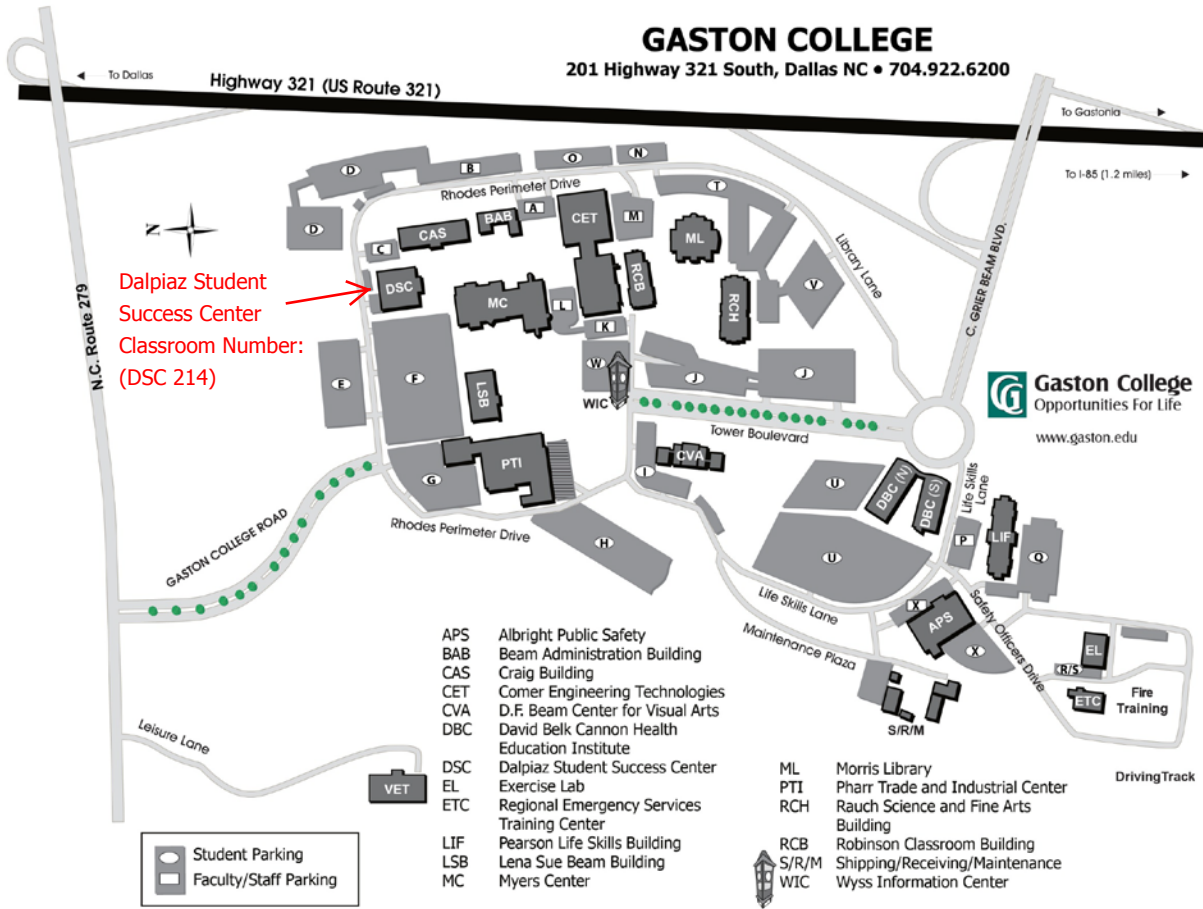 GASTON COLLEGE
201 Highway 321 South, Dallas NC • 704.922.6200
To Dallas
Highway 321 (US Route 321)
To Gastonia
To I-85 (1.2 miles)
N
N.C. Route 279
C. GRIER BEAM BLVD.
D
B
O
N
Rhodes Perimeter Drive
T
D
A
BAB
CET
M
CAS
C
ML
Library Lane
Dalpiaz Student
Success Center
Classroom Number:
(DSC 214)
DSC
MC
L
RCB
RCH
V
K
E
F
LSB
W
WIC
J
J
Tower Boulevard
Gaston College
Opportunities For Life
www.gaston.edu
G
PTI
I
CVA
U
DBC (N)
DBC (S)
Life Skills
Lane
GASTON COLLEGE ROAD
Rhodes Perimeter Drive
H
U
P
LIF
Q
Life Skills Lane
X
APS
X
Safety Officers Drive
Maintenance Plaza
EL
R/S
ETC
Fire
Training
S/R/M
Driving Track
Leisure Lane
VET
APS Albright Public Safety
BAB Beam Administration Building
CAS Craig Building
CET Comer Engineering Technologies
CVA D.F. Beam Center for Visual Arts
DBC David Belk Cannon Health
Education Institute
DSC Dalpiaz Student Success Center
EL Exercise Lab
ETC Regional Emergency Services
Training Center
LIF Pearson Life Skills Building
LSB Lena Sue Beam Building
MC Myers Center
ML Morris Library
PTI Pharr Trade and Industrial Center
RCH Rauch Science and Fine Arts
Building
RCB Robinson Classroom Building
S/R/M Shipping/Receiving/Maintenance
WIC Wyss Information Center
Student Parking
Faculty/Staff Parking